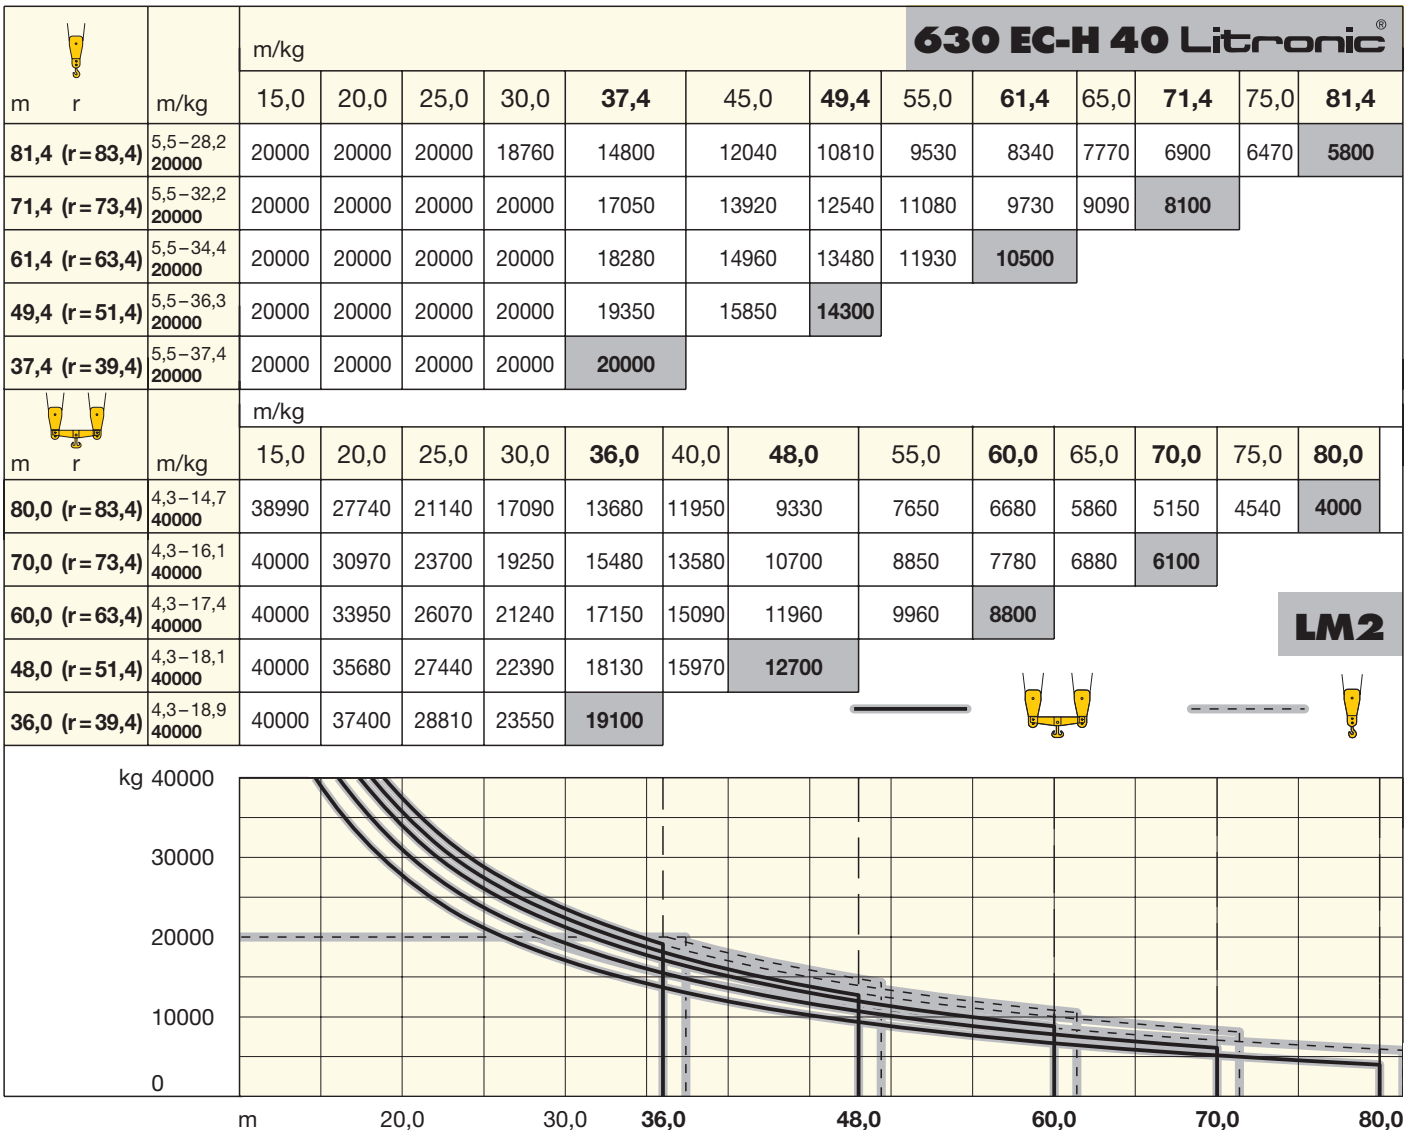 m/kg 630 EC-H 40 Litronic®
m r m/kg 15,0 20,0 25,0 30,0 37,4 45,0 49,4 55,0 61,4 65,0 71,4 75,0 81,4
81,4 (r = 83,4) 5,5 – 28,2 20000 20000 20000 20000 18760 14800 12040 10810 9530 8340 7770 6900 6470 5800
71,4 (r = 73,4) 5,5 – 32,2 20000 20000 20000 20000 20000 17050 13920 12540 11080 9730 9090 8100
61,4 (r = 63,4) 5,5 – 34,4 20000 20000 20000 20000 20000 18280 14960 13480 11930 10500
49,4 (r = 51,4) 5,5 – 36,3 20000 20000 20000 20000 20000 19350 15850 14300
37,4 (r = 39,4) 5,5 – 37,4 20000 20000 20000 20000 20000 20000
m/kg
m r m/kg 15,0 20,0 25,0 30,0 36,0 40,0 48,0 55,0 60,0 65,0 70,0 75,0 80,0
80,0 (r = 83,4) 4,3 – 14,7 40000 38990 27740 21140 17090 13680 11950 9330 7650 6680 5860 5150 4540 4000
70,0 (r = 73,4) 4,3 – 16,1 40000 40000 30970 23700 19250 15480 13580 10700 8850 7780 6880 6100
60,0 (r = 63,4) 4,3 – 17,4 40000 40000 33950 26070 21240 17150 15090 11960 9960 8800
LM2
48,0 (r = 51,4) 4,3 – 18,1 40000 40000 35680 27440 22390 18130 15970 12700
36,0 (r = 39,4) 4,3 – 18,9 40000 40000 37400 28810 23550 19100
kg 40000
30000
20000
10000
0
m 20,0 30,0 36,0 48,0 60,0 70,0 80,0